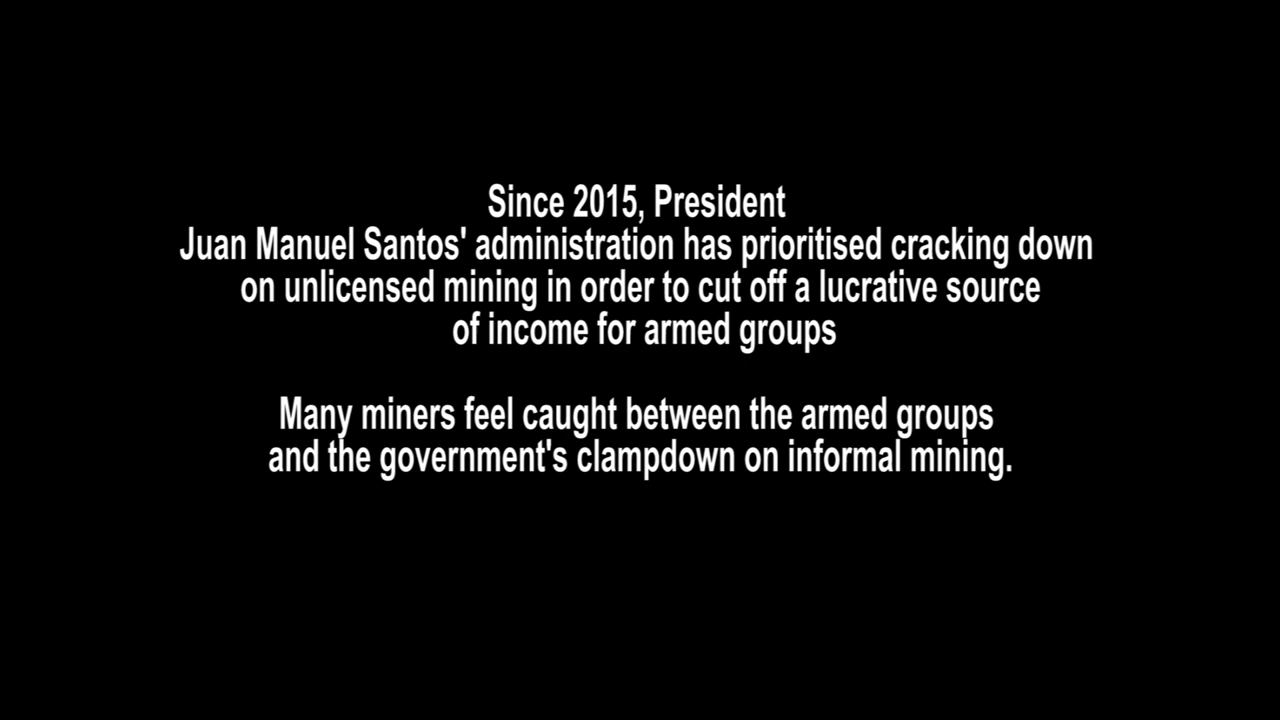 Since 2015, President
Juan Manuel Santos' administration has prioritised cracking down
on unlicensed mining in order to cut off a lucrative source
of income for armed groups
Many miners feel caught between the armed groups
and the government's clampdown on informal mining.